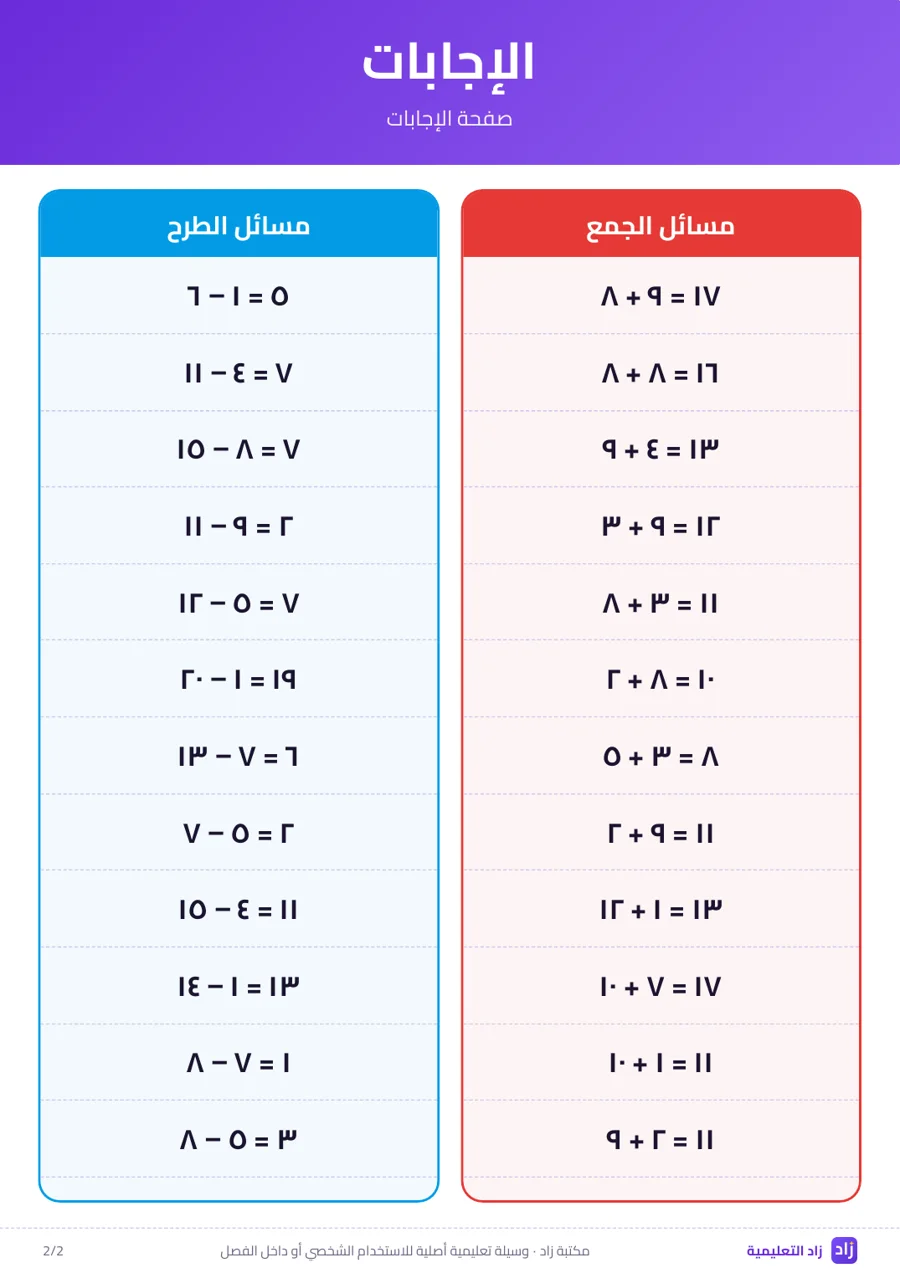 الإجابات
صفحة الإجابات
مسائل الجمع
٨ + ٩ = ١٧
٨ + ٨ = ١٦
٩ + ٤ = ١٣
٣ + ٩ = ١٢
٨ + ٣ = ١١
٢ + ٨ = ١٠
٥ + ٣ = ٨
٢ + ٩ = ١١
١٢ + ١ = ١٣
١٠ + ٧ = ١٧
١٠ + ١ = ١١
٩ + ٢ = ١١
مسائل الطرح
٦ − ١ = ٥
١١ − ٤ = ٧
١٥ − ٨ = ٧
١١ − ٩ = ٢
١٢ − ٥ = ٧
٢٠ − ١ = ١٩
١٣ − ٧ = ٦
٧ − ٥ = ٢
١٥ − ٤ = ١١
١٤ − ١ = ١٣
٨ − ٧ = ١
٨ − ٥ = ٣
زاد زاد التعليمية
مكتبة زاد · وسيلة تعليمية أصلية للاستخدام الشخصي أو داخل الفصل
2/2